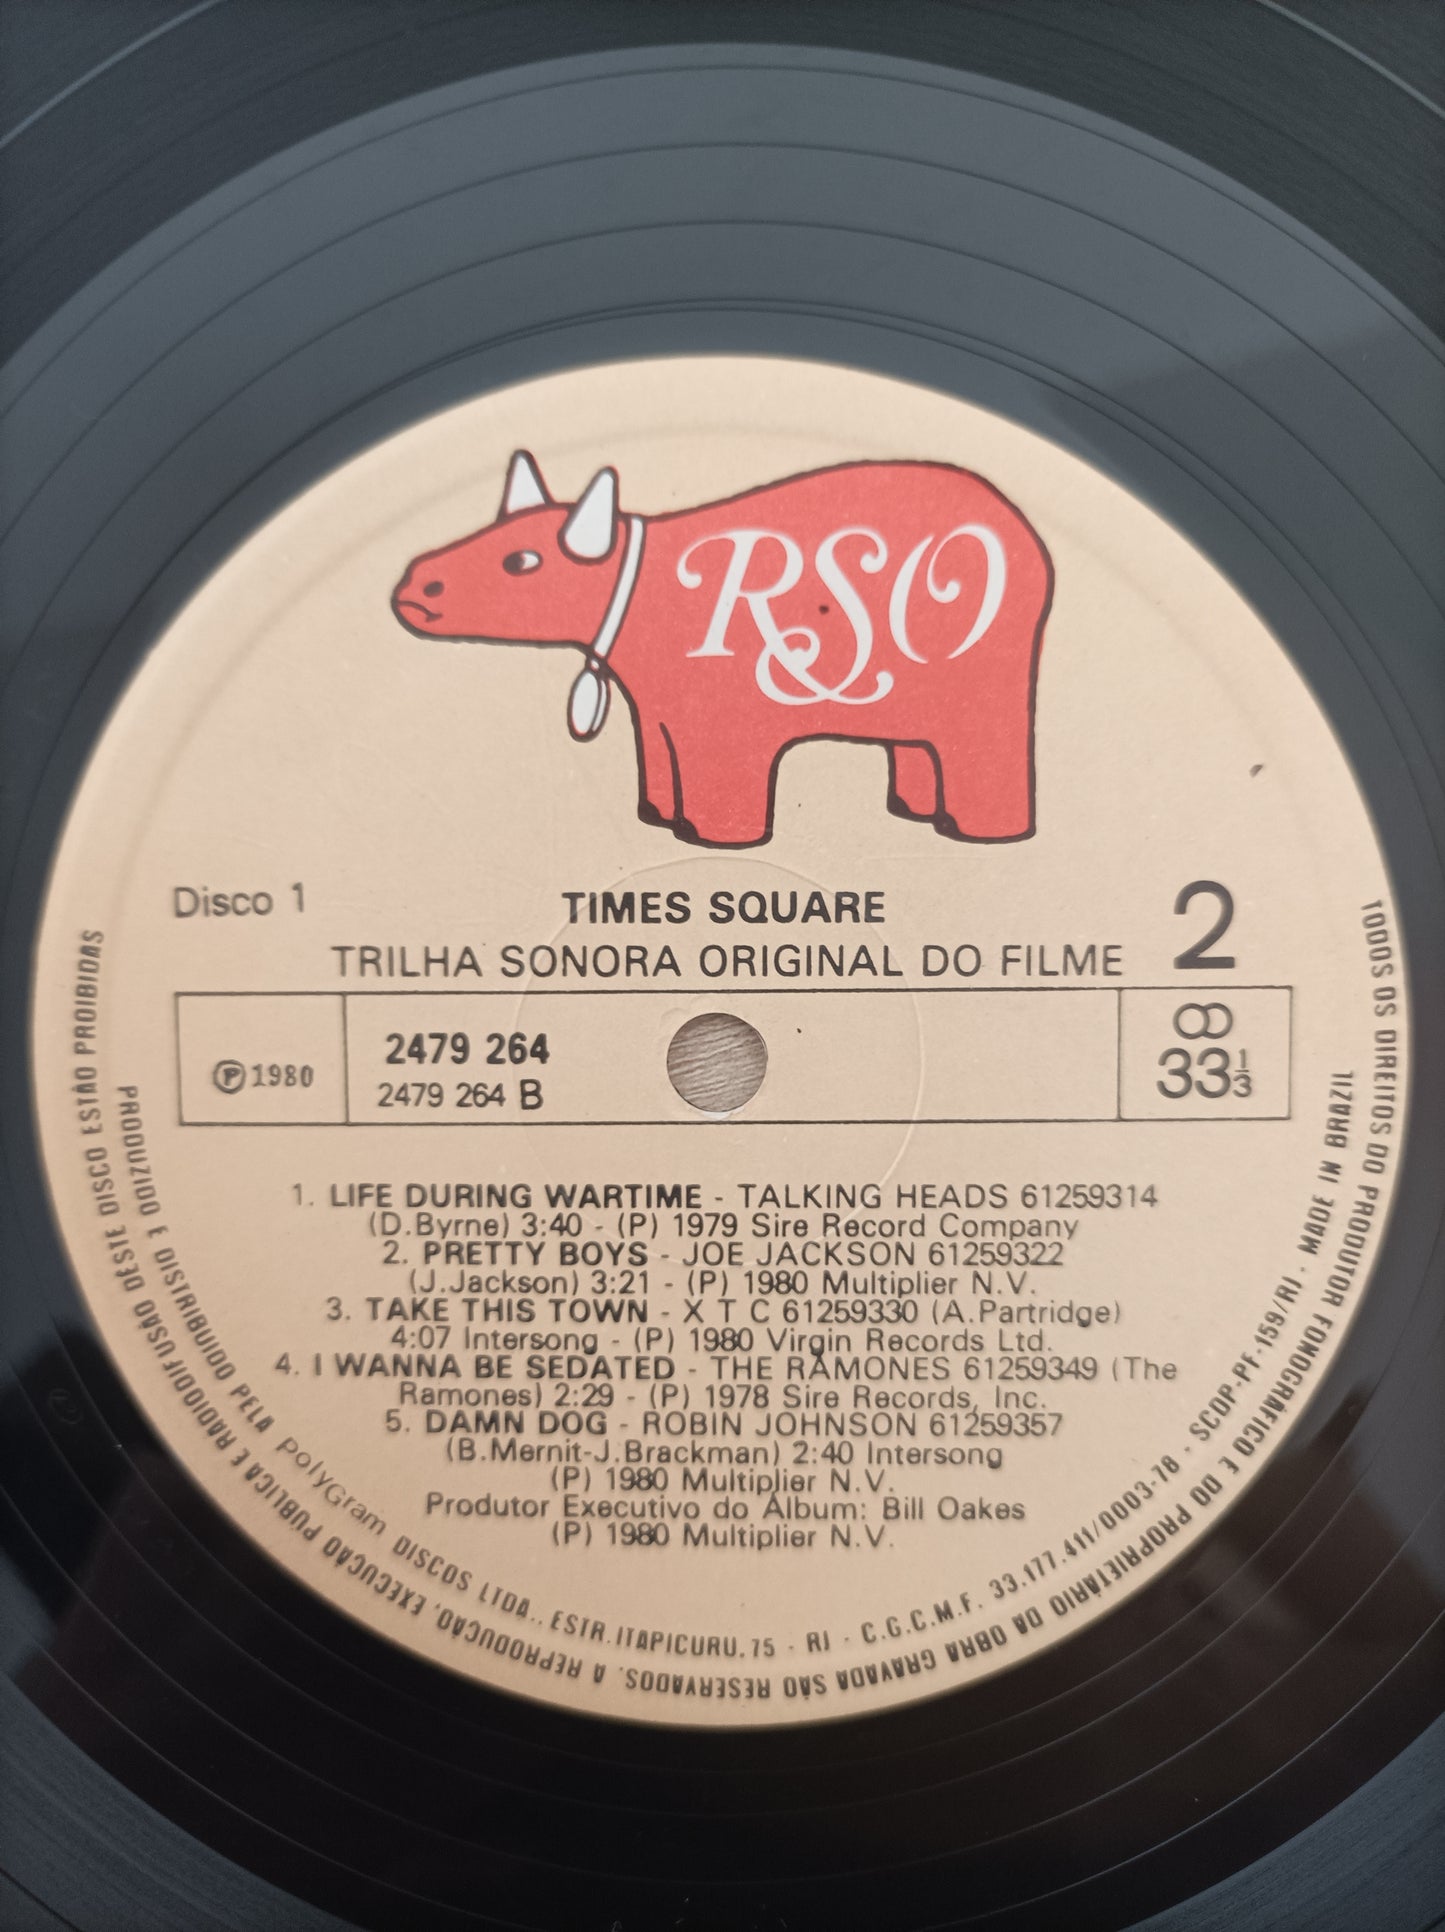 RSO
Disco 1
TIMES SQUARE
2
TRILHA SONORA ORIGINAL DO FILME
Ⓟ1980
2479 264
2479 264 B
33 1/3
1. LIFE DURING WARTIME - TALKING HEADS 61259314
(D.Byrne) 3:40 - (P) 1979 Sire Record Company
2. PRETTY BOYS - JOE JACKSON 61259322
(J.Jackson) 3:21 - (P) 1980 Multiplier N.V.
3. TAKE THIS TOWN - X T C 61259330 (A.Partridge)
4:07 Intersong - (P) 1980 Virgin Records Ltd.
4. I WANNA BE SEDATED - THE RAMONES 61259349 (The
Ramones) 2:29 - (P) 1978 Sire Records, Inc.
5. DAMN DOG - ROBIN JOHNSON 61259357
(B.Mernit-J.Brackman) 2:40 Intersong
(P) 1980 Multiplier N.V.
Produtor Executivo do Álbum: Bill Oakes
(P) 1980 Multiplier N.V.
PRODUZIDO E DISTRIBUIDO PELA PolyGram DISCOS LTDA.. ESTR. ITAPICURU, 75 - RJ - C.G.C.M.F. 33.177.411/0003-78 - SCDP-PF-159/RJ - MADE IN BRAZIL
TODOS OS DIREITOS DO PRODUTOR FONOGRÁFICO E DO PROPRIETÁRIO DA OBRA GRAVADA SÃO RESERVADOS. A REPRODUÇÃO, EXECUÇÃO PÚBLICA E RADIODIFUSÃO DESTE DISCO ESTÃO PROIBIDAS